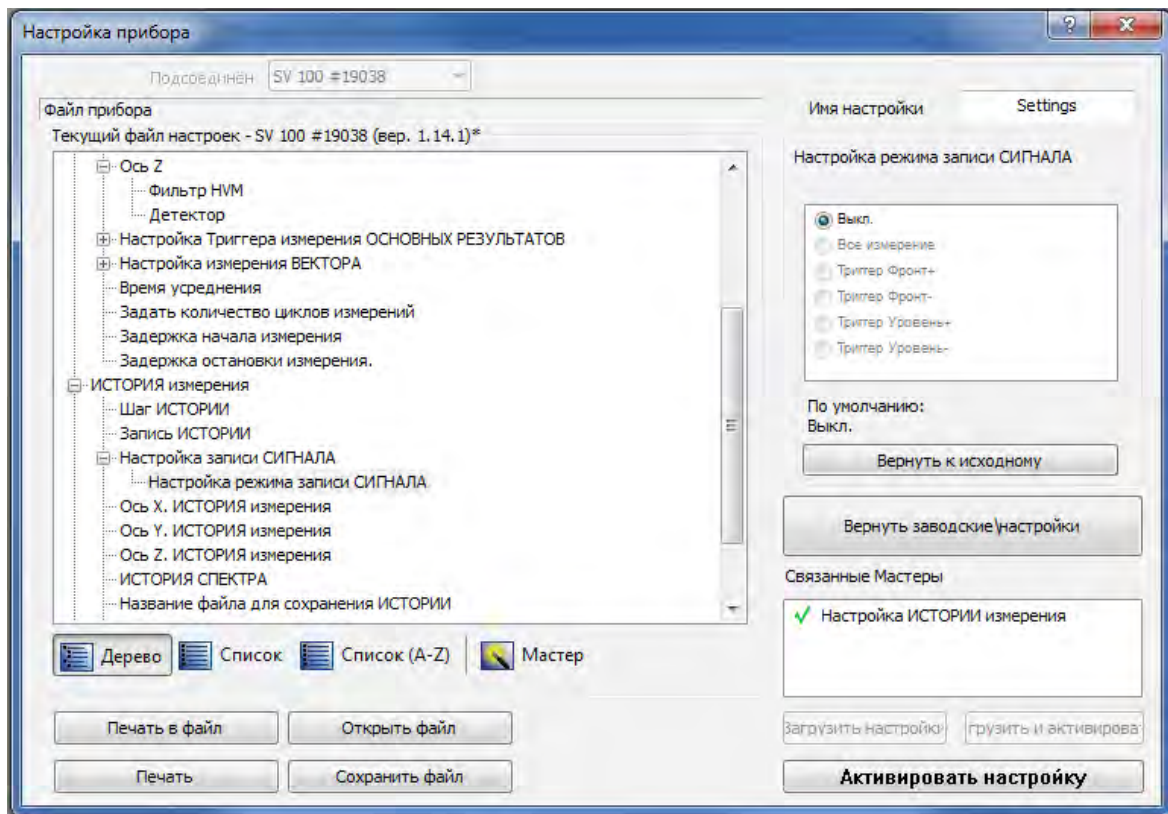 Настройка прибора
Подсоединён SV 100 #19038
Файл прибора
Текущий файл настроек - SV 100 #19038 (вер. 1.14.1)*
Ось Z
Фильтр HVM
Детектор
Настройка Триггера измерения ОСНОВНЫХ РЕЗУЛЬТАТОВ
Настройка измерения ВЕКТОРА
Время усреднения
Задать количество циклов измерений
Задержка начала измерения
Задержка остановки измерения.
ИСТОРИЯ измерения
Шаг ИСТОРИИ
Запись ИСТОРИИ
Настройка записи СИГНАЛА
Настройка режима записи СИГНАЛА
Ось X. ИСТОРИЯ измерения
Ось Y. ИСТОРИЯ измерения
Ось Z. ИСТОРИЯ измерения
ИСТОРИЯ СПЕКТРА
Название файла для сохранения ИСТОРИИ
Дерево Список Список (A-Z) Мастер
Печать в файл Открыть файл
Печать Сохранить файл
Имя настройки Settings
Настройка режима записи СИГНАЛА
Выкл.
Все измерение
Триггер Фронт+
Триггер Фронт-
Триггер Уровень+
Триггер Уровень-
По умолчанию:
Выкл.
Вернуть к исходному
Вернуть заводские\настройки
Связанные Мастеры
Настройка ИСТОРИИ измерения
Загрузить настройки грузить и активирова
Активировать настройку